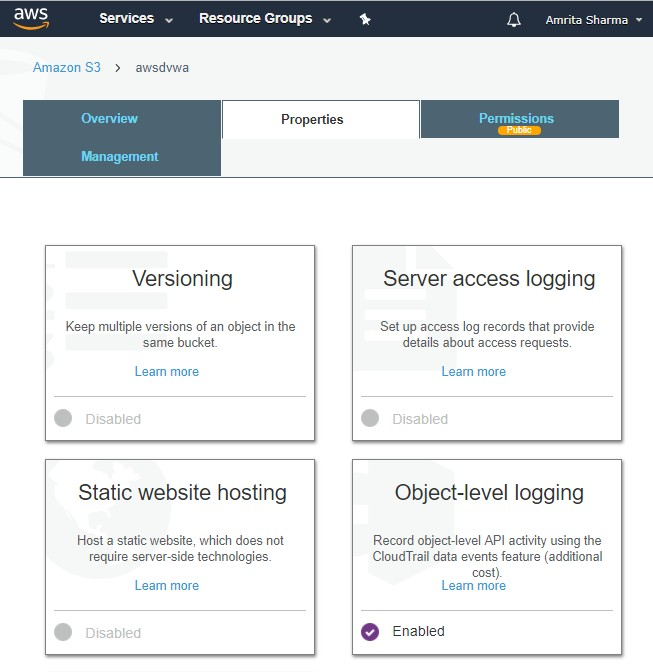 aws Services Resource Groups Amrita Sharma
Amazon S3 > awsdvwa
Overview Properties Permissions
Public
Management
Versioning
Keep multiple versions of an object in the
same bucket.
Learn more
Disabled
Server access logging
Set up access log records that provide
details about access requests.
Learn more
Disabled
Static website hosting
Host a static website, which does not
require server-side technologies.
Learn more
Disabled
Object-level logging
Record object-level API activity using the
CloudTrail data events feature (additional
cost).
Learn more
Enabled